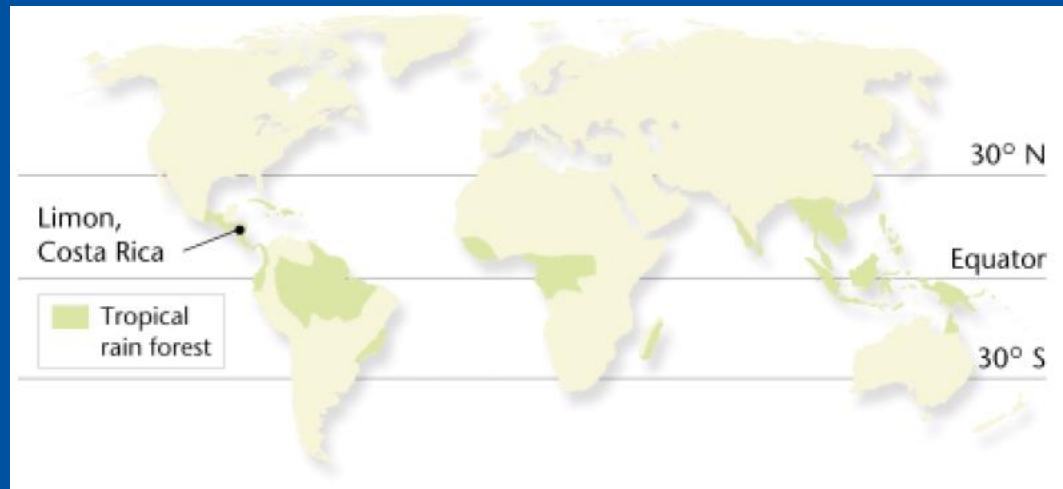 30° N
Limon,
Costa Rica
Equator
Tropical
rain forest
30° S